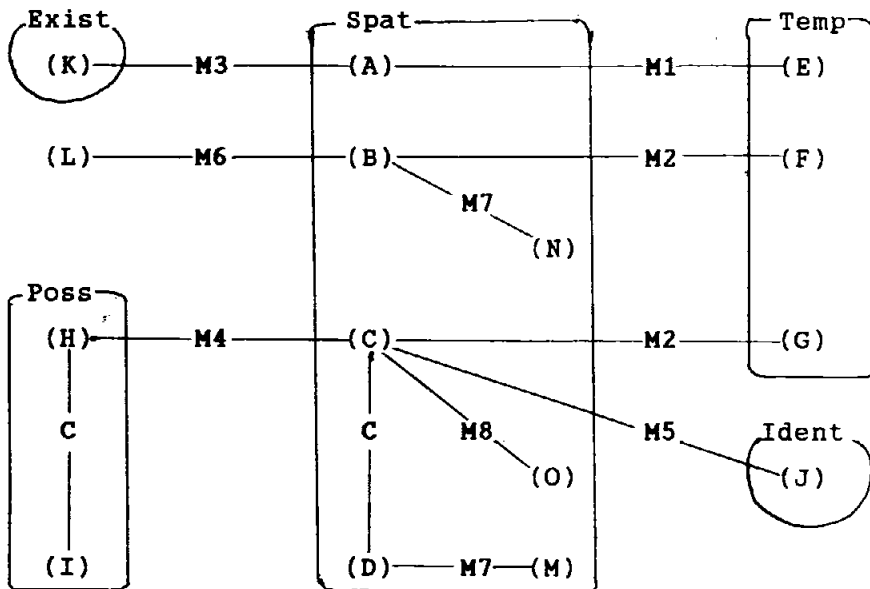 Exist Spat Temp
(K) M3 (A) M1 (E)
(L) M6 (B) M2 (F)
M7
(N)
Poss
(H) M4 (C) M2 (G)
C C M8 M5 Ident
(O) (J)
(I) (D) M7 (M)